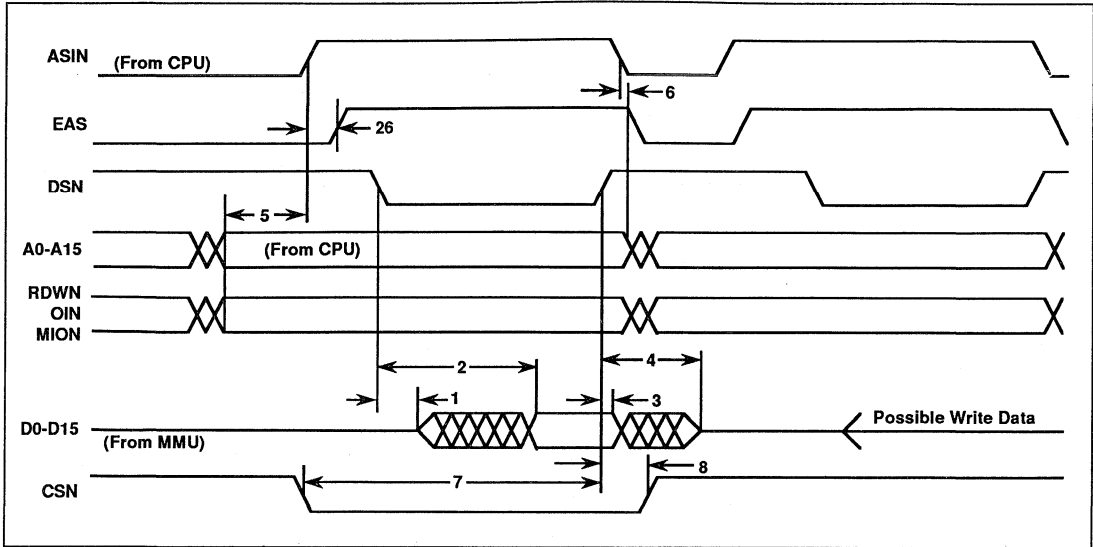 ASIN
(From CPU)
6
EAS
26
DSN
5
A0-A15
(From CPU)
RDWN
OIN
MION
2
4
1
3
D0-D15
(From MMU)
Possible Write Data
8
7
CSN